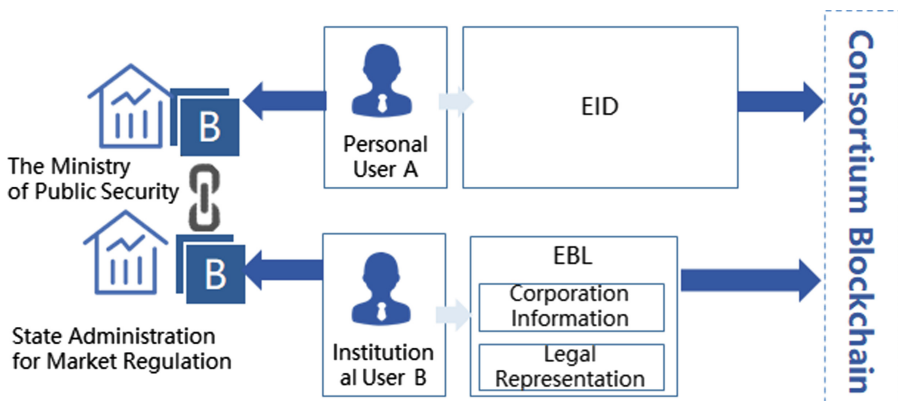 B
The Ministry
of Public Security
Personal
User A
EID
B
State Administration
for Market Regulation
Institution
al User B
EBL
Corporation
Information
Legal
Representation
Consortium Blockchain